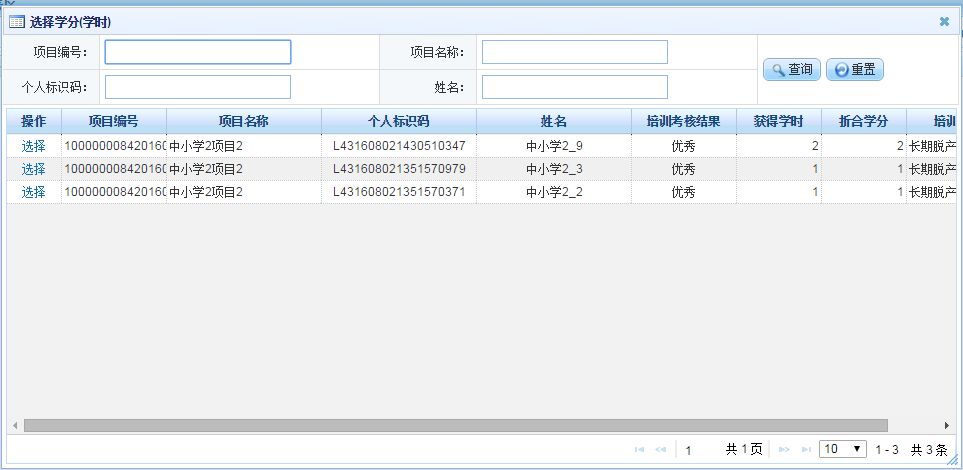 选择学分(学时)
项目编号： 项目名称： 查询 重置
个人标识码： 姓名：
操作 项目编号 项目名称 个人标识码 姓名 培训考核结果 获得学时 折合学分 培训
选择 10000000842016 中小学2项目2 L431608021430510347 中小学2_9 优秀 2 2 长期脱产
选择 10000000842016 中小学2项目2 L431608021351570979 中小学2_3 优秀 1 1 长期脱产
选择 10000000842016 中小学2项目2 L431608021351570371 中小学2_2 优秀 1 1 长期脱产
1 共 1 页 10 1 - 3 共 3 条